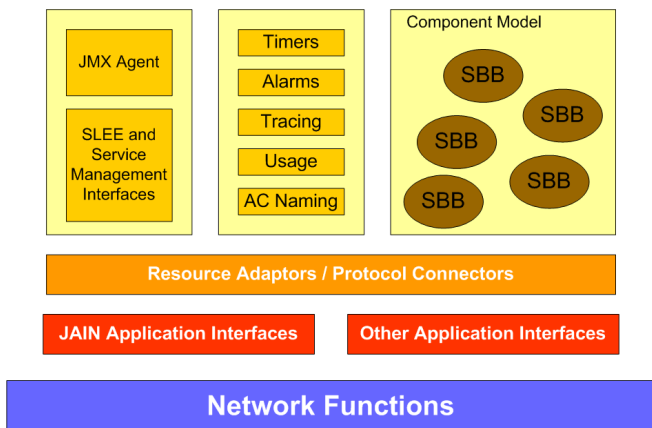 JMX Agent
SLEE and
Service
Management
Interfaces
Timers
Alarms
Tracing
Usage
AC Naming
Component Model
SBB
SBB
SBB
SBB
SBB
Resource Adaptors / Protocol Connectors
JAIN Application Interfaces
Other Application Interfaces
Network Functions